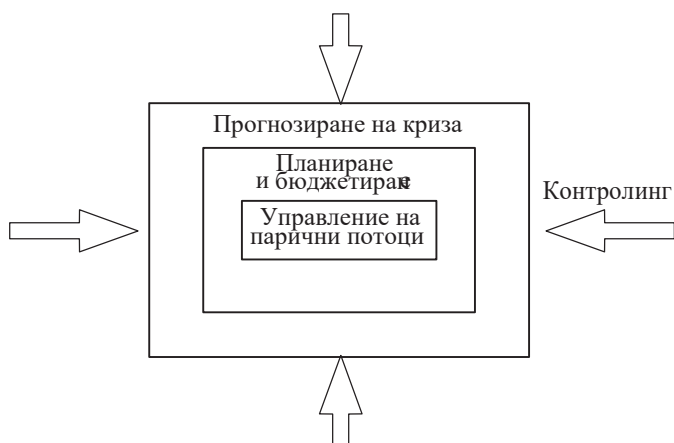 Прогнозиране на криза
Планиране
и бюджетиране
Контролинг
Управление на
парични потоци